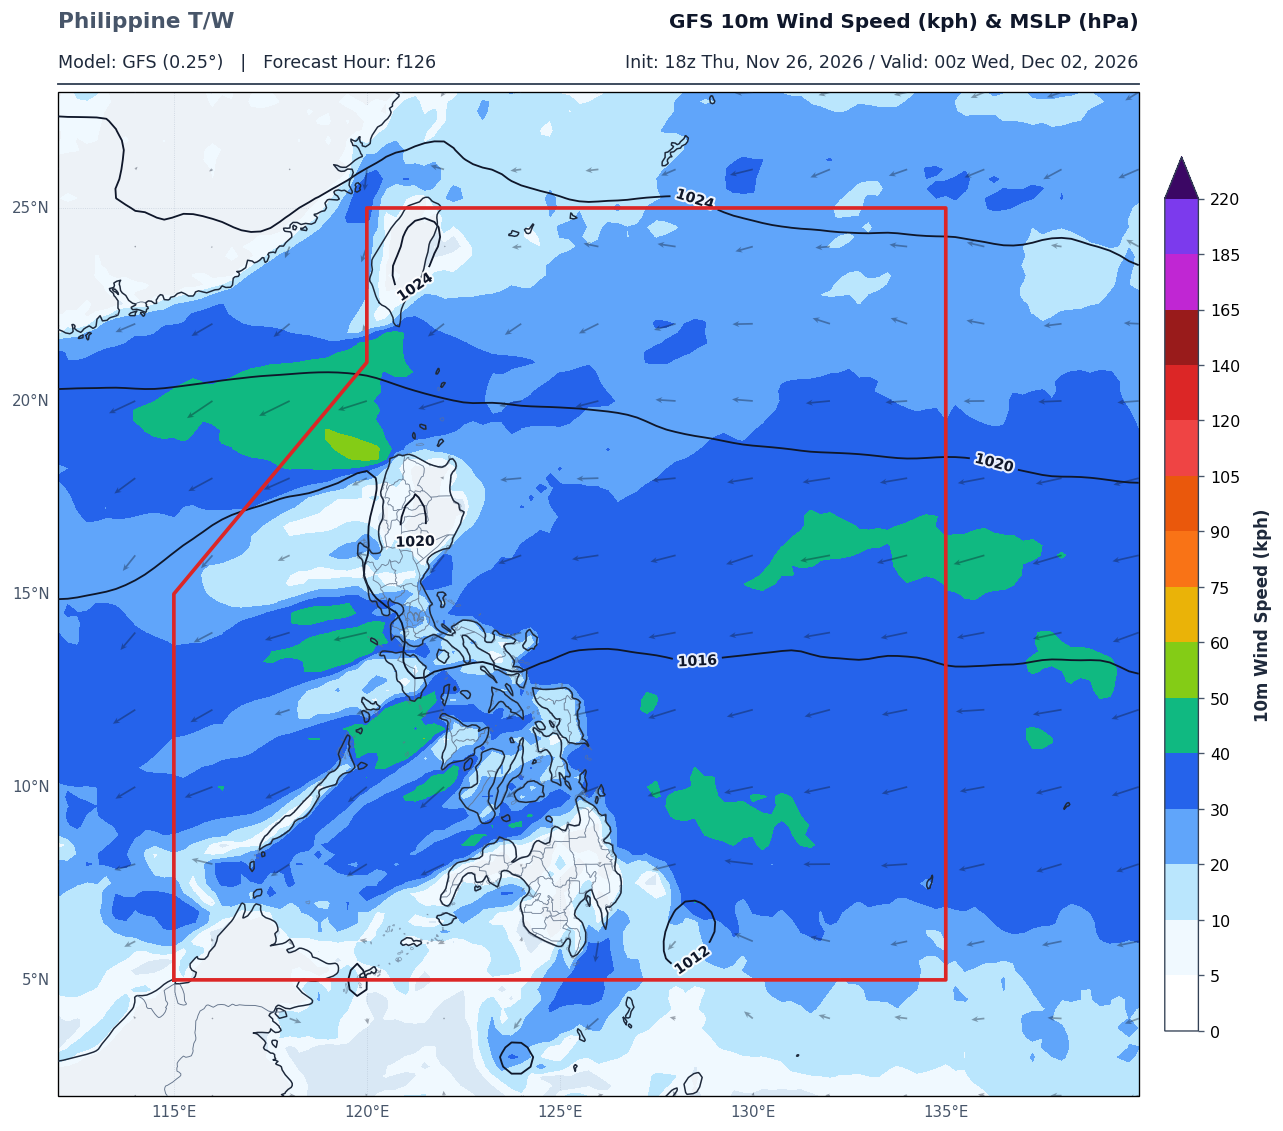 Philippine T/W
GFS 10m Wind Speed (kph) & MSLP (hPa)
Model: GFS (0.25°) | Forecast Hour: f126
Init: 18z Thu, Nov 26, 2026 / Valid: 00z Wed, Dec 02, 2026
25°N
20°N
15°N
10°N
5°N
115°E
120°E
125°E
130°E
135°E
1024
1024
1020
1020
1016
1012
220
185
165
140
120
105
90
75
60
50
40
30
20
10
5
0
10m Wind Speed (kph)